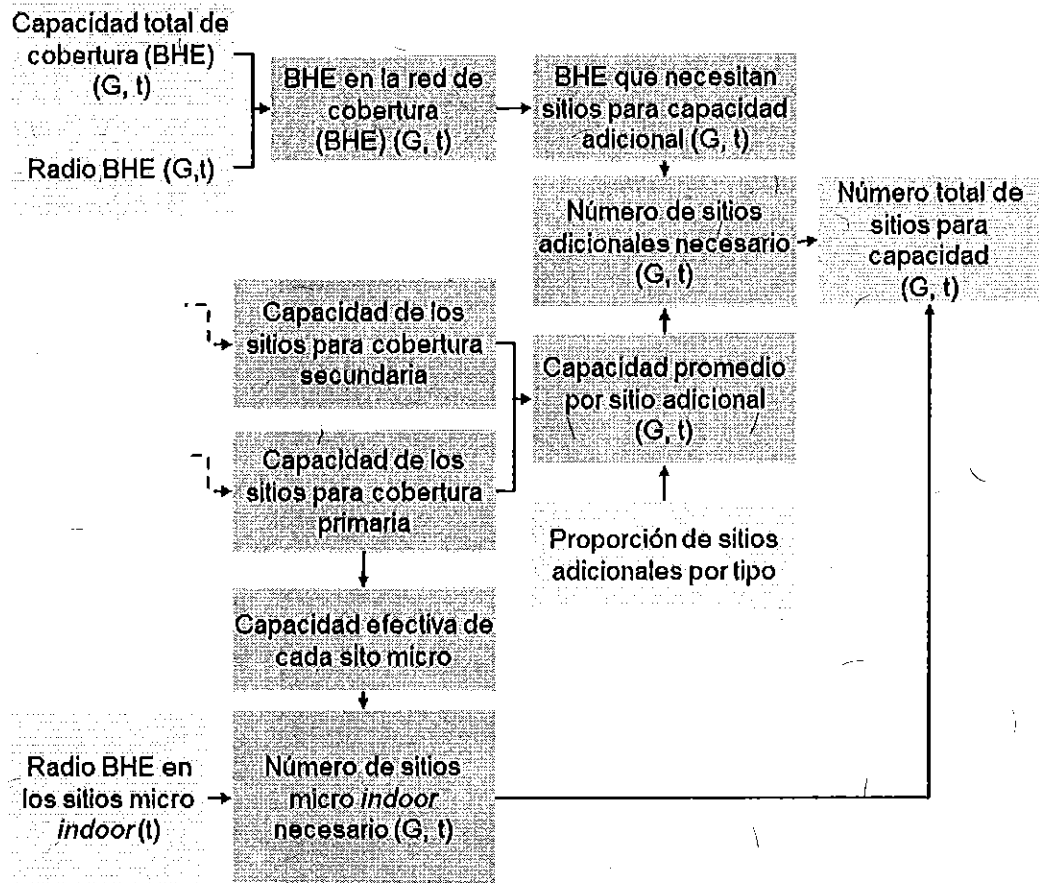 Capacidad total de
cobertura (BHE)
(G, t)
Radio BHE (G,t)
BHE en la red de
cobertura
(BHE) (G, t)
BHE que necesitan
sitios para capacidad
adicional (G, t)
Número de sitios
adicionales necesario
(G, t)
Número total de
sitios para
capacidad
(G, t)
Capacidad de los
sitios para cobertura
secundaria
Capacidad promedio
por sitio adicional
(G, t)
Capacidad de los
sitios para cobertura
primaria
Proporción de sitios
adicionales por tipo
Capacidad efectiva de
cada sito micro
Radio BHE en
los sitios micro
indoor(t)
Número de sitios
micro indoor
necesario (G, t)